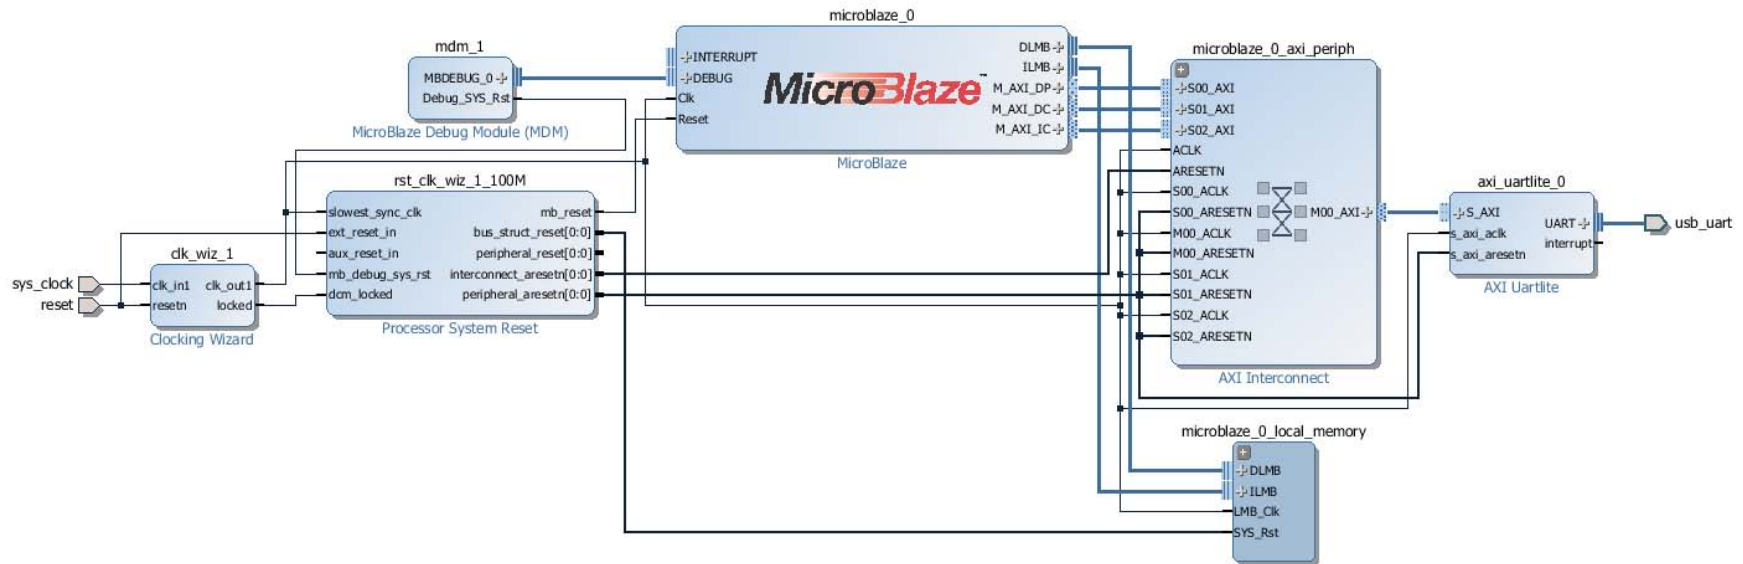 microblaze_0
mdm_1
MBDEBUG_0
Debug_SYS_Rst
MicroBlaze Debug Module (MDM)
INTERRUPT
DEBUG
Clk
Reset
MicroBlaze™
DLMB
ILMB
M_AXI_DP
M_AXI_DC
M_AXI_IC
MicroBlaze
microblaze_0_axi_periph
S00_AXI
S01_AXI
S02_AXI
ACLK
ARESETN
S00_ACLK
S00_ARESETN
M00_ACLK
M00_ARESETN
S01_ACLK
S01_ARESETN
S02_ACLK
S02_ARESETN
M00_AXI
AXI Interconnect
axi_uartlite_0
S_AXI
s_axi_aclk
s_axi_aresetn
UART
interrupt
AXI Uartlite
usb_uart
rst_clk_wiz_1_100M
slowest_sync_clk
ext_reset_in
aux_reset_in
mb_debug_sys_rst
dcm_locked
mb_reset
bus_struct_reset[0:0]
peripheral_reset[0:0]
interconnect_aresetn[0:0]
peripheral_aresetn[0:0]
Processor System Reset
sys_clock
reset
clk_wiz_1
clk_in1
resetn
clk_out1
locked
Clocking Wizard
microblaze_0_local_memory
DLMB
ILMB
LMB_Clk
SYS_Rst